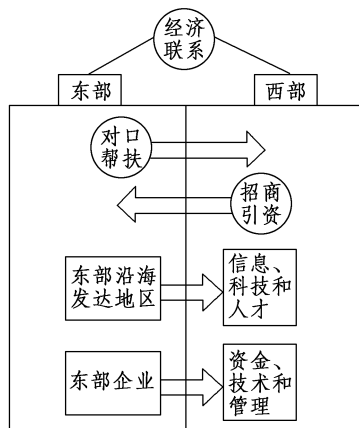 经济
联系
东部
西部
对口
帮扶
招商
引资
东部沿海
发达地区
信息、
科技和
人才
东部企业
资金、
技术和
管理